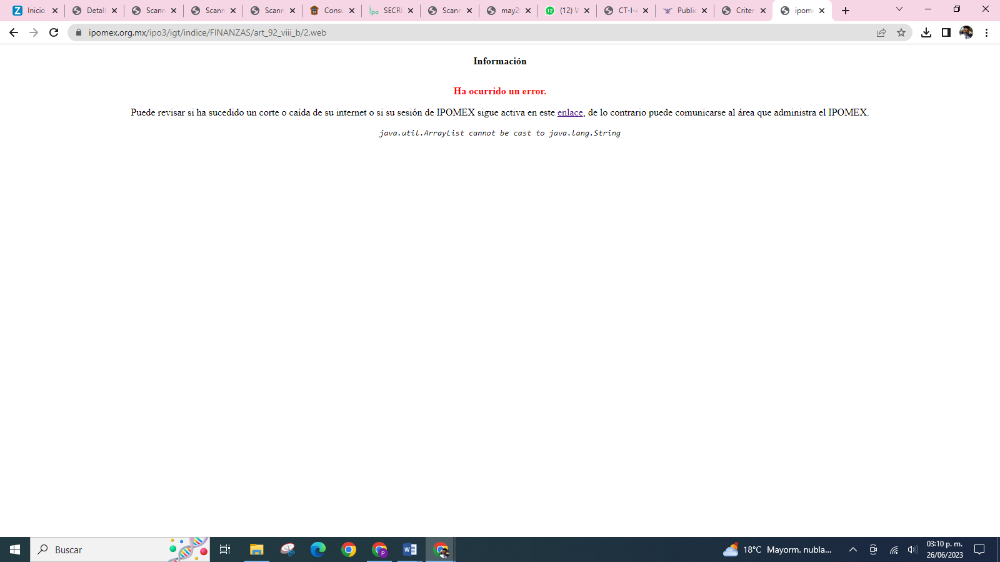 Inicio
Detall
Scann
Scann
Scann
Consu
ipo SECRE
Scann
may2
12 (12) W
CT-I-A
Public
Criter
ipome
ipomex.org.mx/ipo3/igt/indice/FINANZAS/art_92_viii_b/2.web
Información
Ha ocurrido un error.
Puede revisar si ha sucedido un corte o caída de su internet o si su sesión de IPOMEX sigue activa en este enlace, de lo contrario puede comunicarse al área que administra el IPOMEX.
java.util.ArrayList cannot be cast to java.lang.String
Buscar
18°C Mayorm. nubla...
03:10 p. m.
26/06/2023